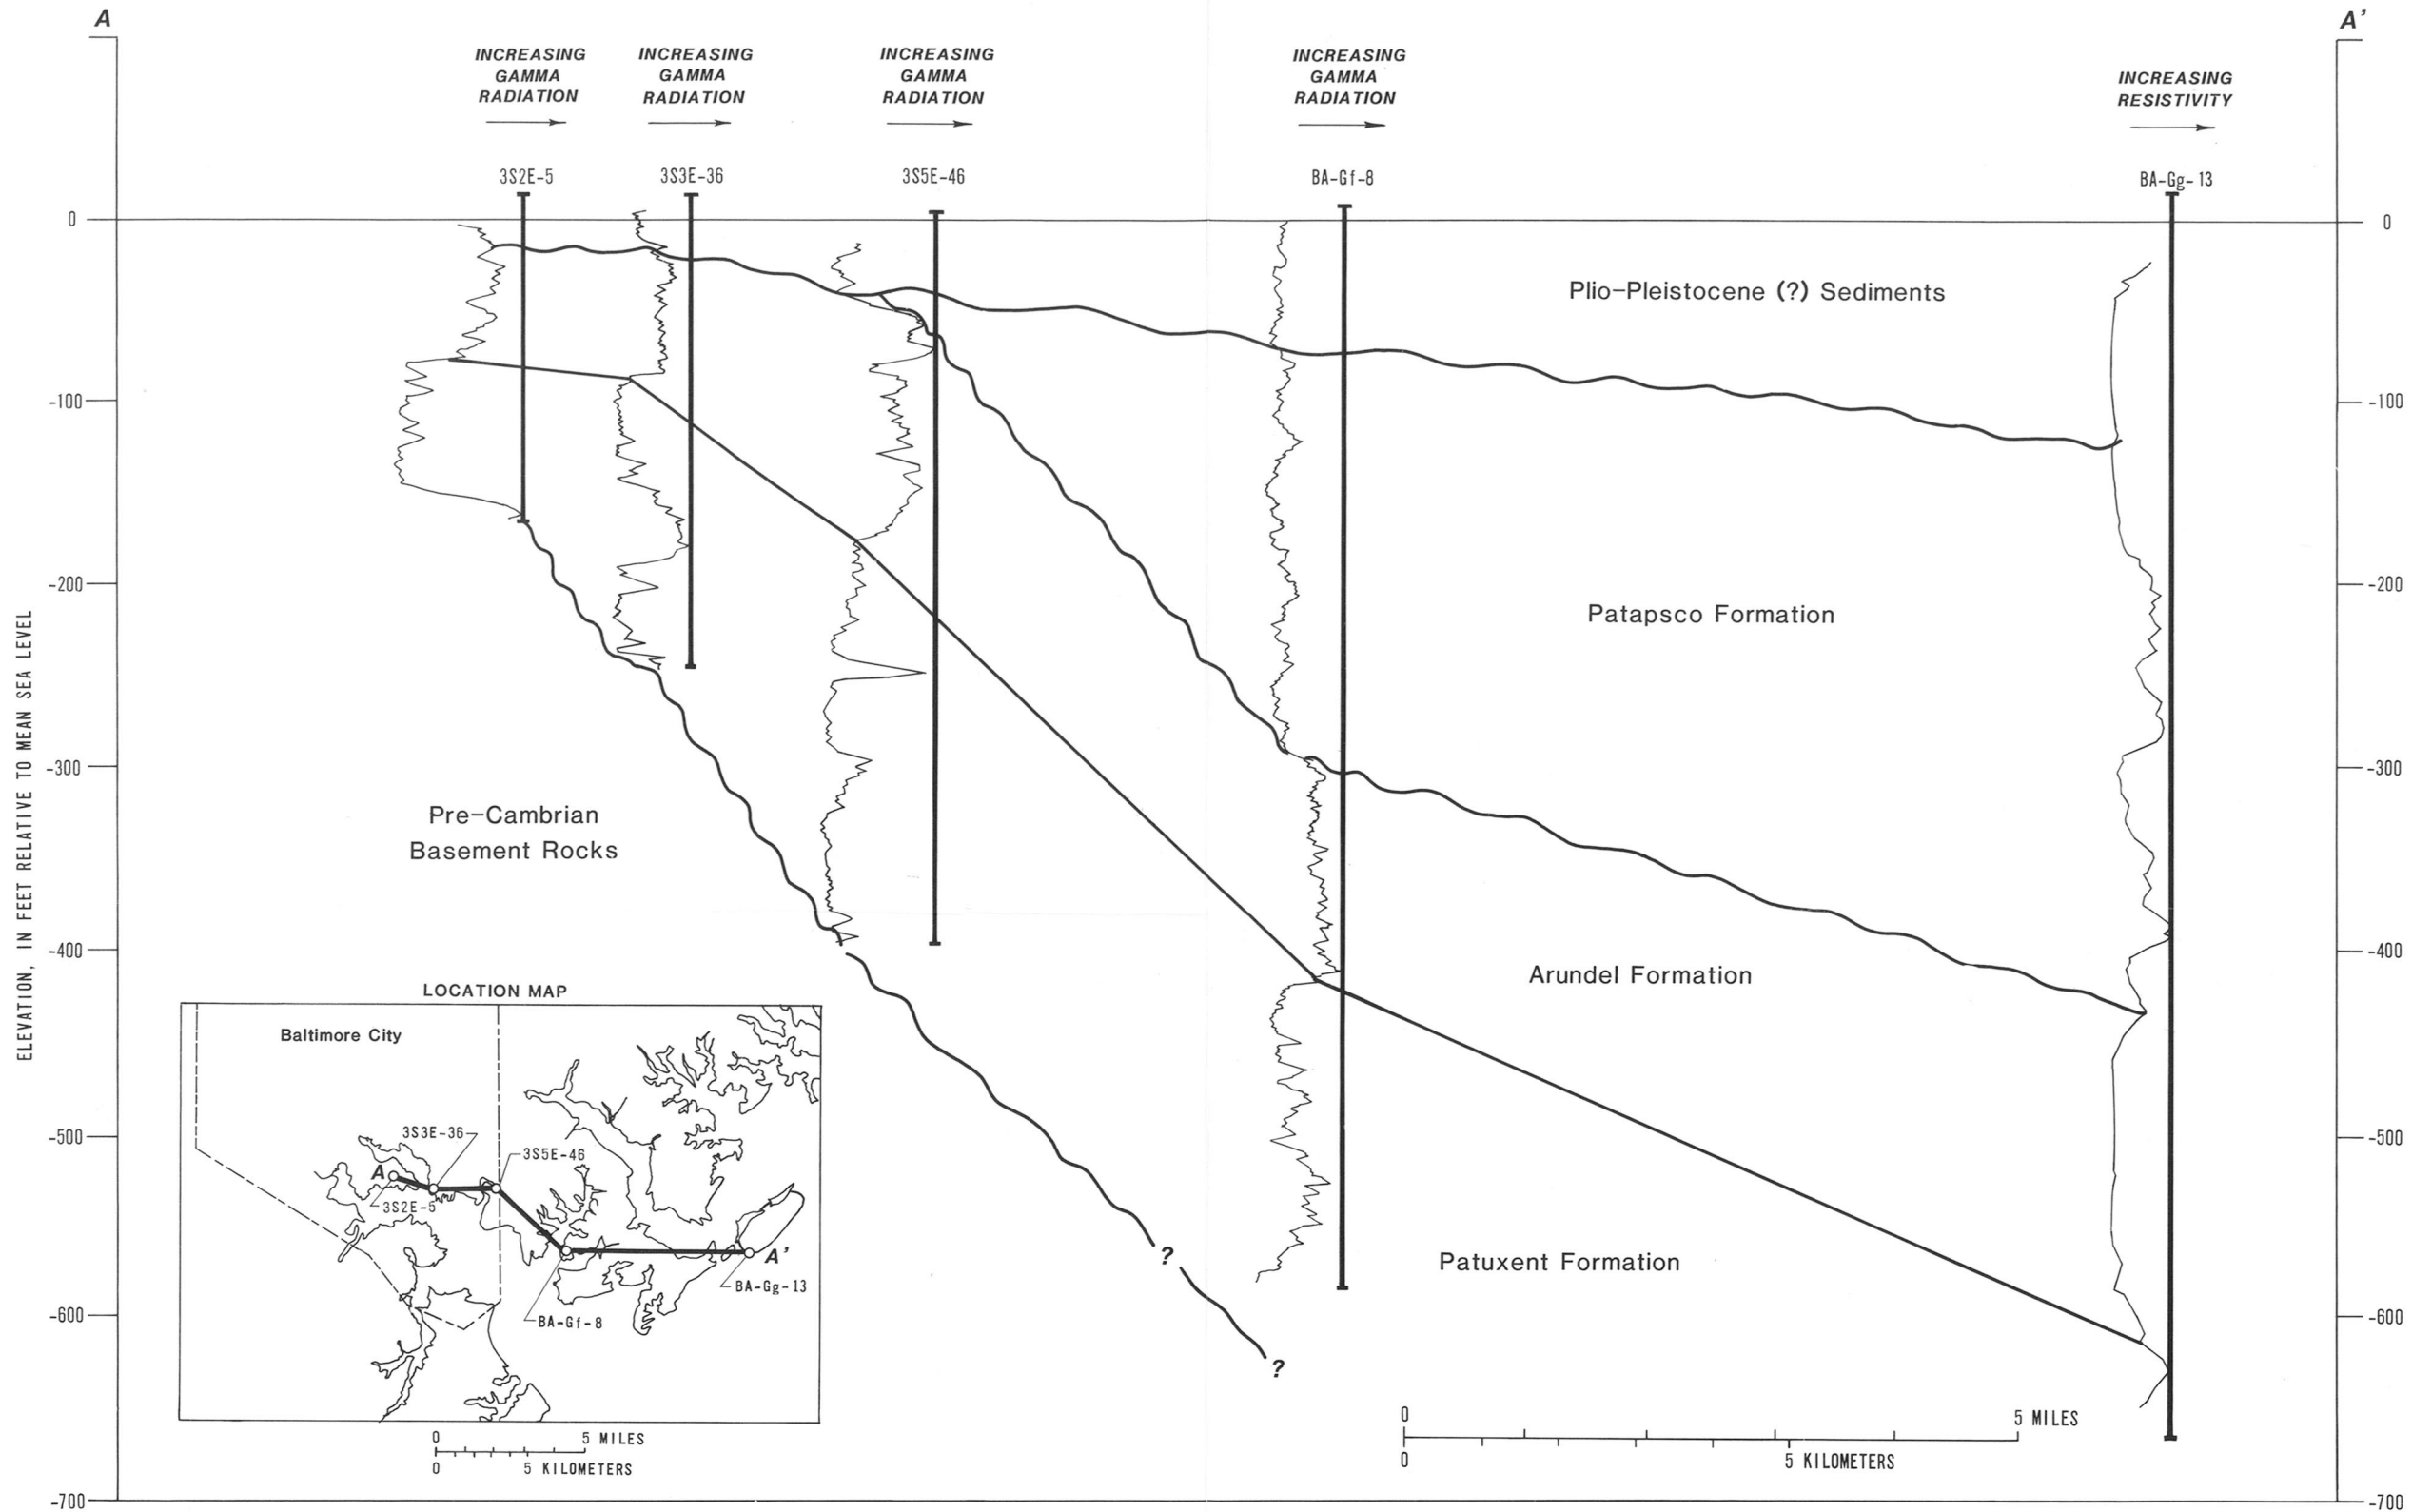 A
A'
INCREASING
GAMMA
RADIATION
INCREASING
GAMMA
RADIATION
INCREASING
GAMMA
RADIATION
INCREASING
GAMMA
RADIATION
INCREASING
RESISTIVITY
3S2E-5
3S3E-36
3S5E-46
BA-Gf-8
BA-Gg-13
0
0
Plio-Pleistocene (?) Sediments
-100
-100
-200
-200
Patapsco Formation
ELEVATION, IN FEET RELATIVE TO MEAN SEA LEVEL
-300
-300
Pre-Cambrian
Basement Rocks
-400
-400
Arundel Formation
LOCATION MAP
Baltimore City
-500
-500
3S3E-36
3S5E-46
A
3S2E-5
A'
BA-Gg-13
BA-Gf-8
?
Patuxent Formation
-600
-600
?
0 5 MILES
0 5 KILOMETERS
0 5 MILES
0 5 KILOMETERS
-700
-700